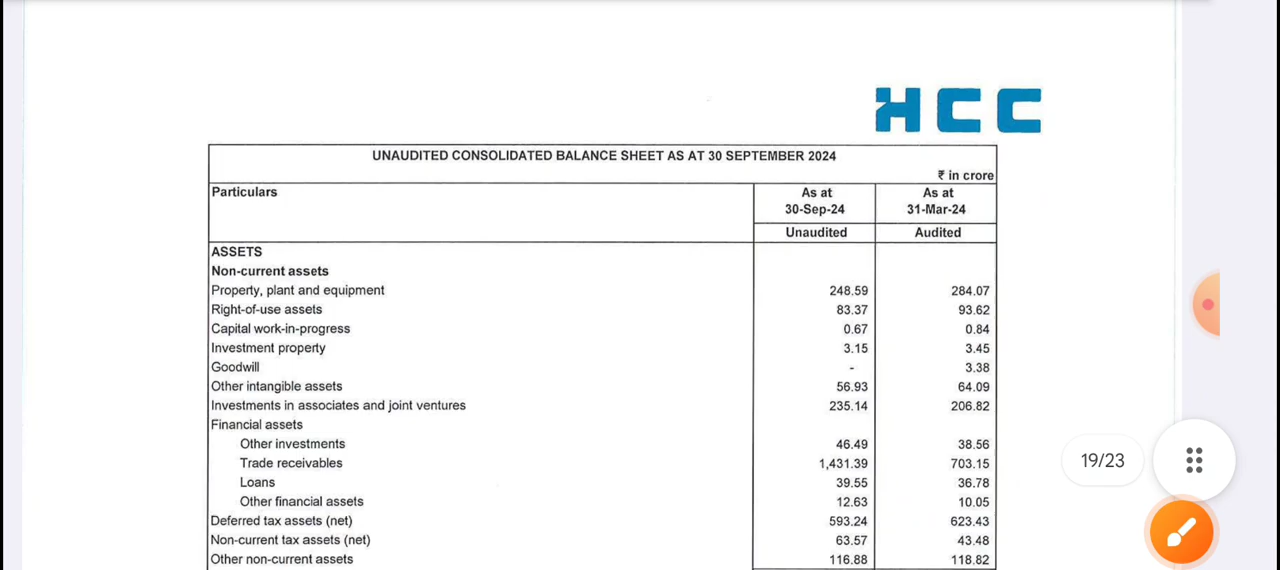 HCC
UNAUDITED CONSOLIDATED BALANCE SHEET AS AT 30 SEPTEMBER 2024
₹ in crore
Particulars As at 30-Sep-24 As at 31-Mar-24
Unaudited Audited
ASSETS
Non-current assets
Property, plant and equipment 248.59 284.07
Right-of-use assets 83.37 93.62
Capital work-in-progress 0.67 0.84
Investment property 3.15 3.45
Goodwill - 3.38
Other intangible assets 56.93 64.09
Investments in associates and joint ventures 235.14 206.82
Financial assets
Other investments 46.49 38.56
Trade receivables 1,431.39 703.15
Loans 39.55 36.78
Other financial assets 12.63 10.05
Deferred tax assets (net) 593.24 623.43
Non-current tax assets (net) 63.57 43.48
Other non-current assets 116.88 118.82
19/23